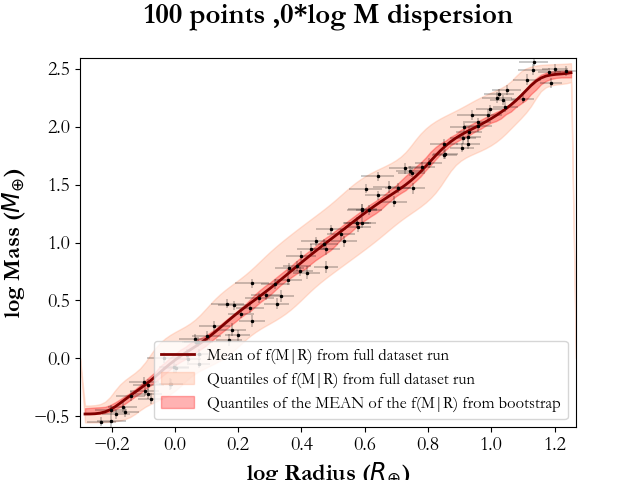 100 points ,0*log M dispersion
log Mass (M⊕)
2.5
2.0
1.5
1.0
0.5
0.0
−0.5
Mean of f(M|R) from full dataset run
Quantiles of f(M|R) from full dataset run
Quantiles of the MEAN of the f(M|R) from bootstrap
−0.2 0.0 0.2 0.4 0.6 0.8 1.0 1.2
log Radius (R⊕)